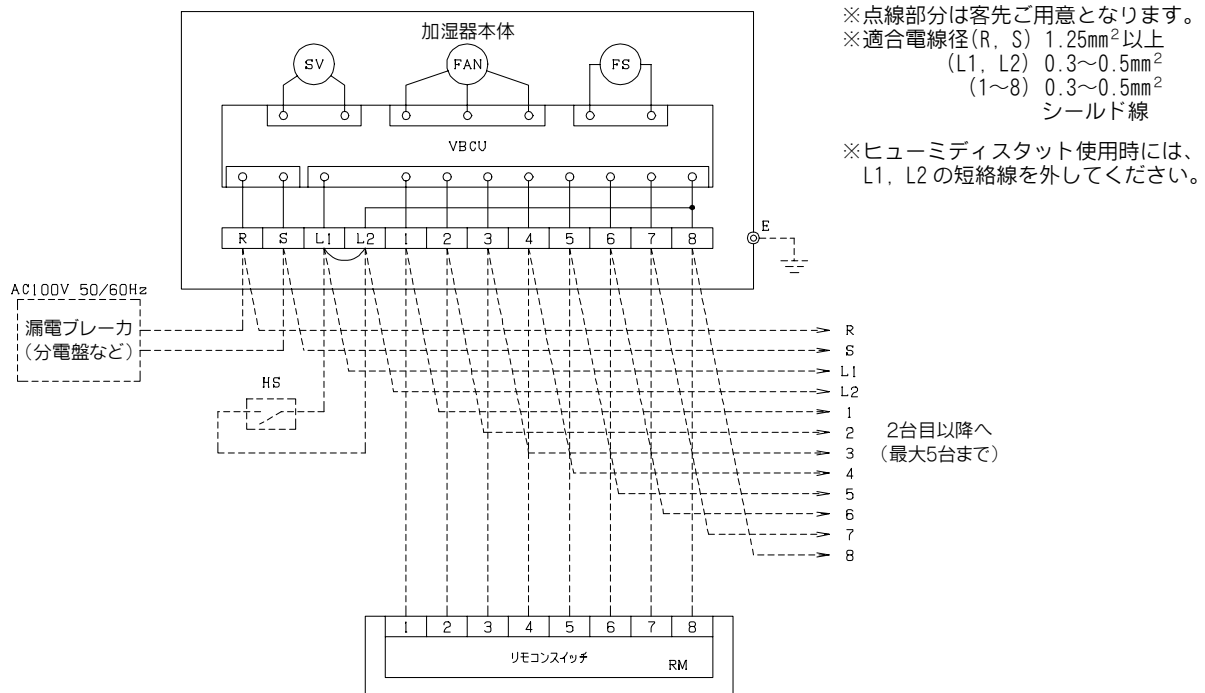 ※点線部分は客先ご用意となります。
※適合電線径(R, S) 1.25mm²以上
(L1, L2) 0.3～0.5mm²
(1～8) 0.3～0.5mm²
シールド線
※ヒューミディスタット使用時には、
L1, L2の短絡線を外してください。
加湿器本体
SV FAN FS
VBCU
R S L1 L2 1 2 3 4 5 6 7 8
E
AC100V 50/60Hz
漏電ブレーカ
(分電盤など)
HS
R
S
L1
L2
1
2
3
4
5
6
7
8
2台目以降へ
(最大5台まで)
1 2 3 4 5 6 7 8
リモコンスイッチ RM